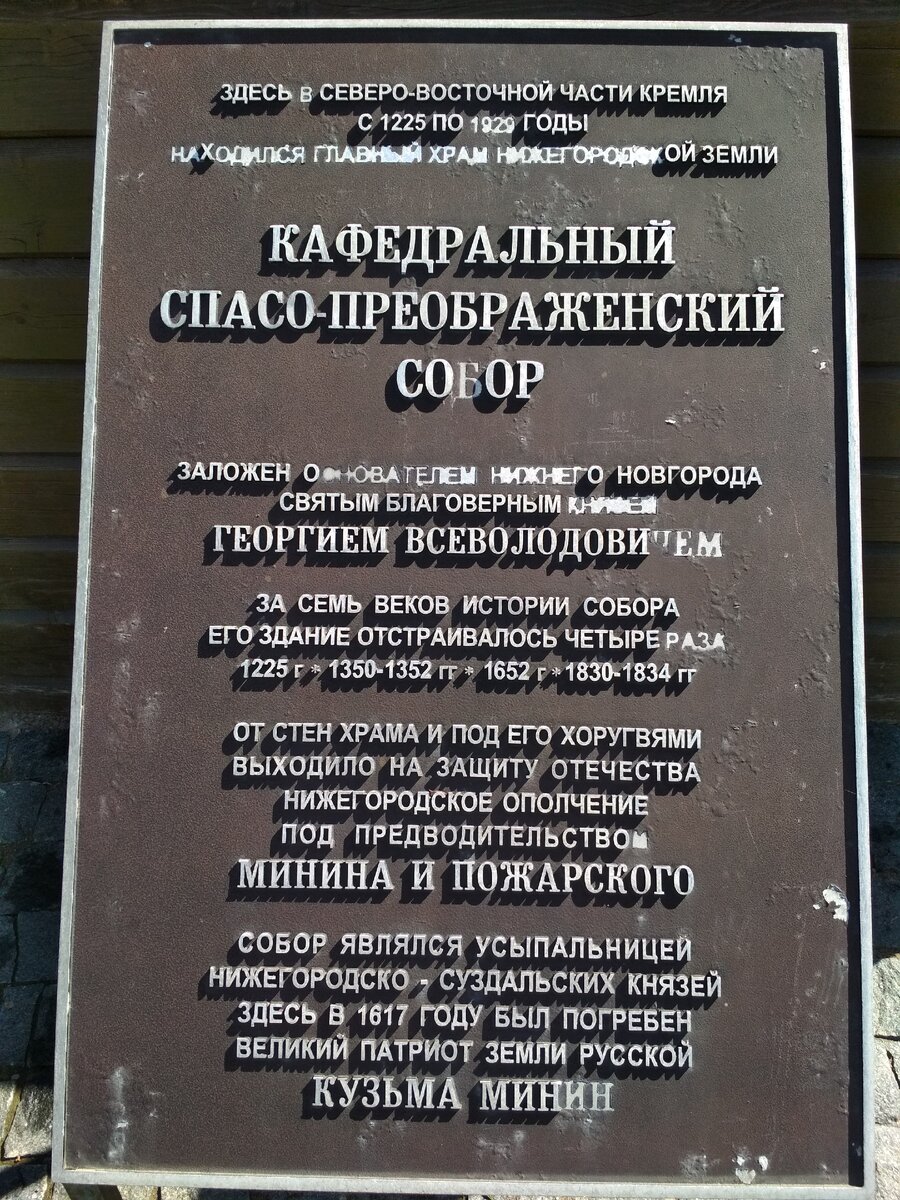 ЗДЕСЬ В СЕВЕРО-ВОСТОЧНОЙ ЧАСТИ КРЕМЛЯ
С 1225 ПО 1929 ГОДЫ
НАХОДИЛСЯ ГЛАВНЫЙ ХРАМ НИЖЕГОРОДСКОЙ ЗЕМЛИ
КАФЕДРАЛЬНЫЙ
СПАСО-ПРЕОБРАЖЕНСКИЙ
СОБОР
ЗАЛОЖЕН ОСНОВАТЕЛЕМ НИЖНЕГО НОВГОРОДА
СВЯТЫМ БЛАГОВЕРНЫМ КНЯЗЕМ
ГЕОРГИЕМ ВСЕВОЛОДОВИЧЕМ
ЗА СЕМЬ ВЕКОВ ИСТОРИИ СОБОРА
ЕГО ЗДАНИЕ ОТСТРАИВАЛОСЬ ЧЕТЫРЕ РАЗА
1225 г * 1350-1352 гг * 1652 г * 1830-1834 гг
ОТ СТЕН ХРАМА И ПОД ЕГО ХОРУГВЯМИ
ВЫХОДИЛО НА ЗАЩИТУ ОТЕЧЕСТВА
НИЖЕГОРОДСКОЕ ОПОЛЧЕНИЕ
ПОД ПРЕДВОДИТЕЛЬСТВОМ
МИНИНА И ПОЖАРСКОГО
СОБОР ЯВЛЯЛСЯ УСЫПАЛЬНИЦЕЙ
НИЖЕГОРОДСКО - СУЗДАЛЬСКИХ КНЯЗЕЙ
ЗДЕСЬ В 1617 ГОДУ БЫЛ ПОГРЕБЕН
ВЕЛИКИЙ ПАТРИОТ ЗЕМЛИ РУССКОЙ
КУЗЬМА МИНИН